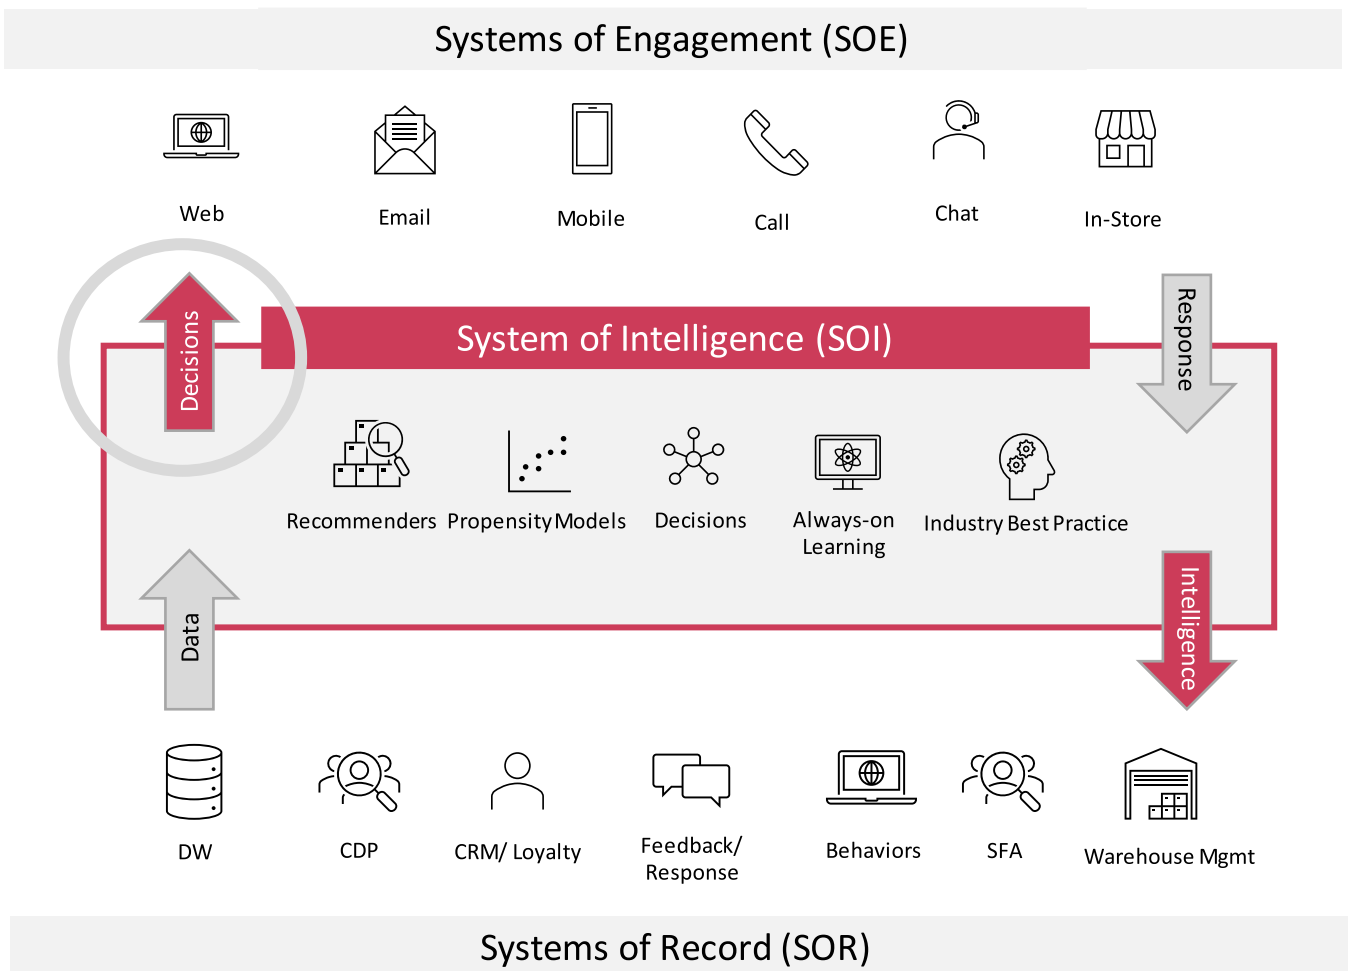 Systems of Engagement (SOE)
Web
Email
Mobile
Call
Chat
In-Store
Decisions
System of Intelligence (SOI)
Response
Recommenders
Propensity Models
Decisions
Always-on
Learning
Industry Best Practice
Data
Intelligence
DW
CDP
CRM/ Loyalty
Feedback/
Response
Behaviors
SFA
Warehouse Mgmt
Systems of Record (SOR)